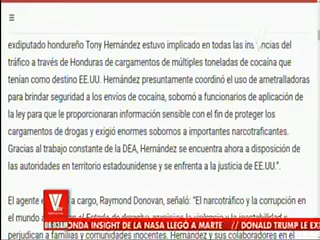 exdiputado hondureño Tony Hernández estuvo implicado en todas las instancias del
tráfico a través de Honduras de cargamentos de múltiples toneladas de cocaína que
tenían como destino EE.UU. Hernández presuntamente coordinó el uso de ametralladoras
para brindar seguridad a los envíos de cocaína, sobornó a funcionarios de aplicación de
la ley para que le proporcionaran información sensible con el fin de proteger los
cargamentos de drogas y exigió enormes sobornos a importantes narcotraficantes.
Gracias al trabajo constante de la DEA, Hernández se encuentra ahora a disposición de
las autoridades en territorio estadounidense y se enfrenta a la justicia de EE.UU.".
El agente a cargo, Raymond Donovan, señaló: "El narcotráfico y la corrupción en
el mundo
perjudican a familias y comunidades inocentes. Hernández y sus colaboradores en el
ONDA INSIGHT DE LA NASA LLEGO A MARTE // DONALD TRUMP LE EX